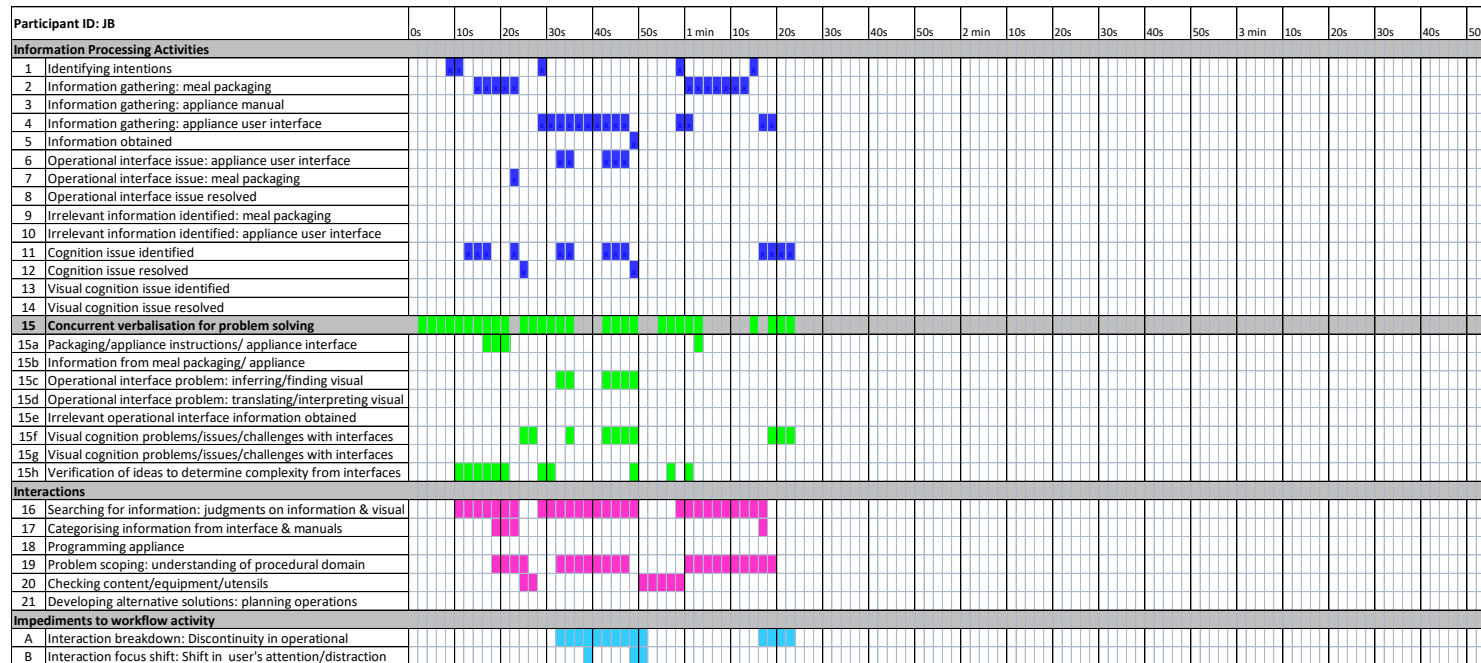 Participant ID: JB
0s 10s 20s 30s 40s 50s 1 min 10s 20s 30s 40s 50s 2 min 10s 20s 30s 40s 50s 3 min 10s 20s 30s 40s 50
Information Processing Activities
1 Identifying intentions x x x x x
2 Information gathering: meal packaging x x x x x x x x x x x x
3 Information gathering: appliance manual
4 Information gathering: appliance user interface x x x x x x x x x x x x x x
5 Information obtained x
6 Operational interface issue: appliance user interface x x x x x
7 Operational interface issue: meal packaging x
8 Operational interface issue resolved
9 Irrelevant information identified: meal packaging
10 Irrelevant information identified: appliance user interface
11 Cognition issue identified x x x x x x x x x x x x x
12 Cognition issue resolved x x
13 Visual cognition issue identified
14 Visual cognition issue resolved
15 Concurrent verbalisation for problem solving
15a Packaging/appliance instructions/ appliance interface
15b Information from meal packaging/ appliance
15c Operational interface problem: inferring/finding visual
15d Operational interface problem: translating/interpreting visual
15e Irrelevant operational interface information obtained
15f Visual cognition problems/issues/challenges with interfaces
15g Visual cognition problems/issues/challenges with interfaces
15h Verification of ideas to determine complexity from interfaces
Interactions
16 Searching for information: judgments on information & visual
17 Categorising information from interface & manuals
18 Programming appliance
19 Problem scoping: understanding of procedural domain
20 Checking content/equipment/utensils
21 Developing alternative solutions: planning operations
Impediments to workflow activity
A Interaction breakdown: Discontinuity in operational
B Interaction focus shift: Shift in user's attention/distraction